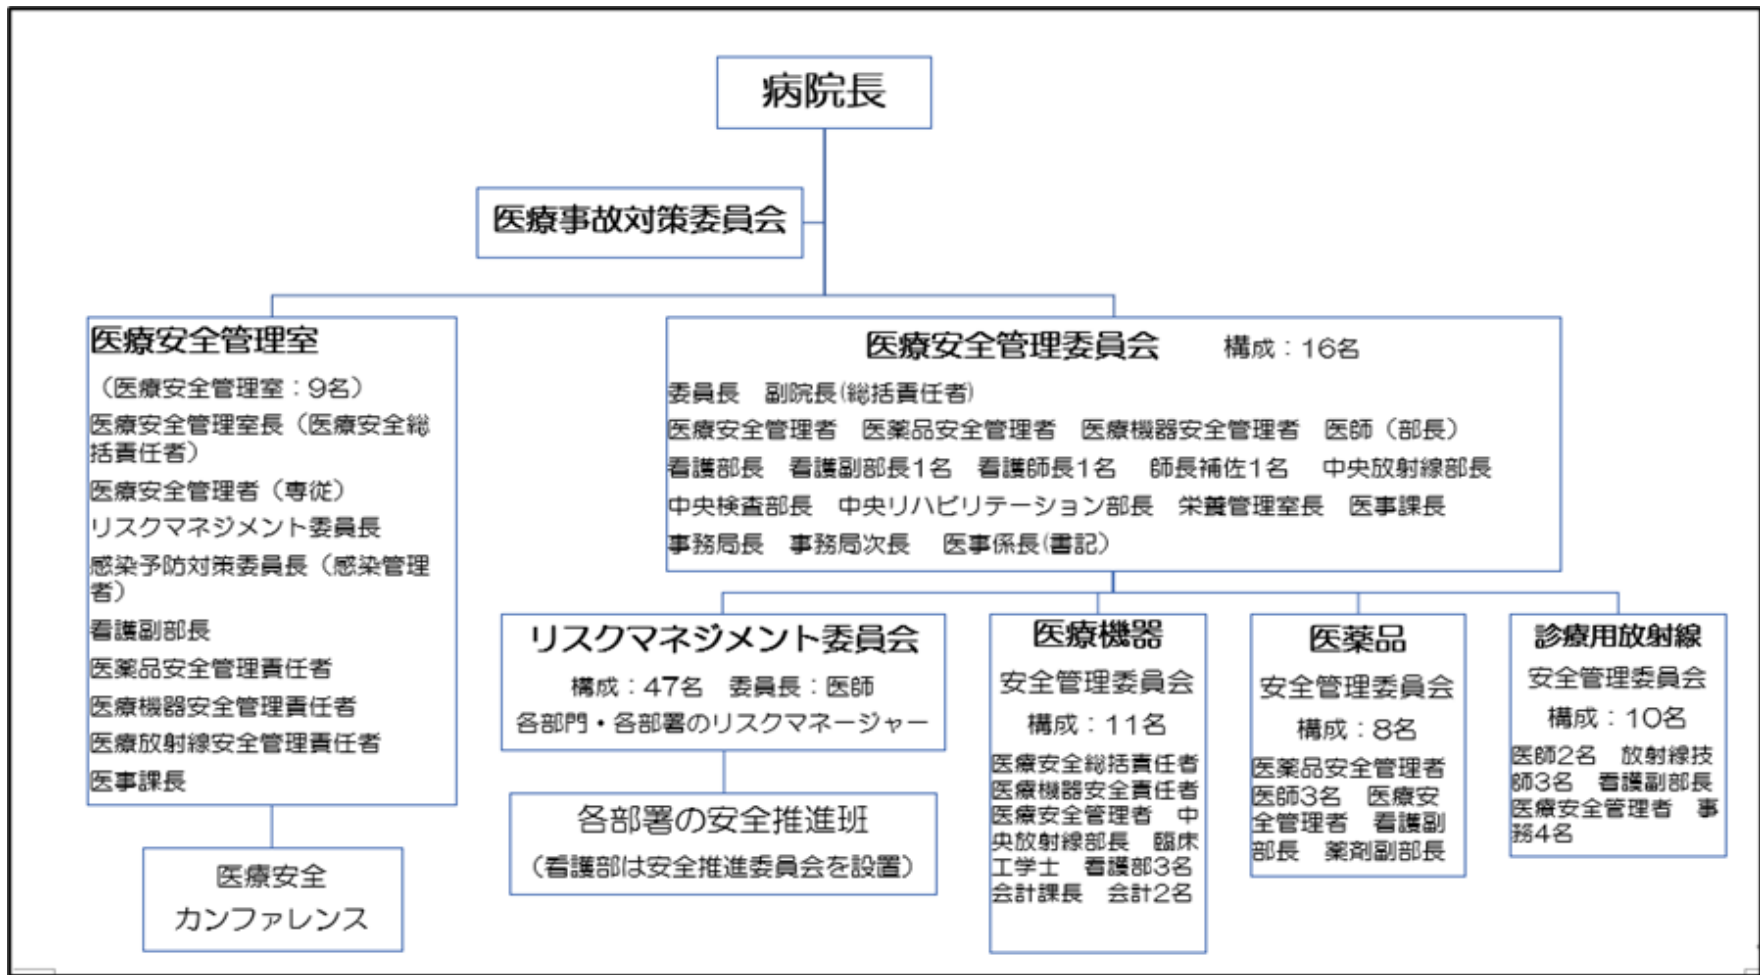 病院長
医療事故対策委員会
医療安全管理室
（医療安全管理室：9名）
医療安全管理室長（医療安全総
括責任者）
医療安全管理者（専従）
リスクマネジメント委員長
感染予防対策委員長（感染管理
者）
看護副部長
医薬品安全管理責任者
医療機器安全管理責任者
医療放射線安全管理責任者
医事課長
医療安全
カンファレンス
医療安全管理委員会　構成：16名
委員長　副院長(総括責任者)
医療安全管理者　医薬品安全管理者　医療機器安全管理者　医師（部長）
看護部長　看護副部長1名　看護師長1名　師長補佐1名　中央放射線部長
中央検査部長　中央リハビリテーション部長　栄養管理室長　医事課長
事務局長　事務局次長　医事係長(書記）
リスクマネジメント委員会
構成：47名　委員長：医師
各部門・各部署のリスクマネージャー
各部署の安全推進班
（看護部は安全推進委員会を設置）
医療機器
安全管理委員会
構成：11名
医療安全総括責任者
医療機器安全責任者
医療安全管理者　中
央放射線部長　臨床
工学士　看護部3名
会計課長　会計2名
医薬品
安全管理委員会
構成：8名
医薬品安全管理者
医師3名　医療安
全管理者　看護副
部長　薬剤副部長
診療用放射線
安全管理委員会
構成：10名
医師2名　放射線技
師3名　看護副部長
医療安全管理者　事
務4名